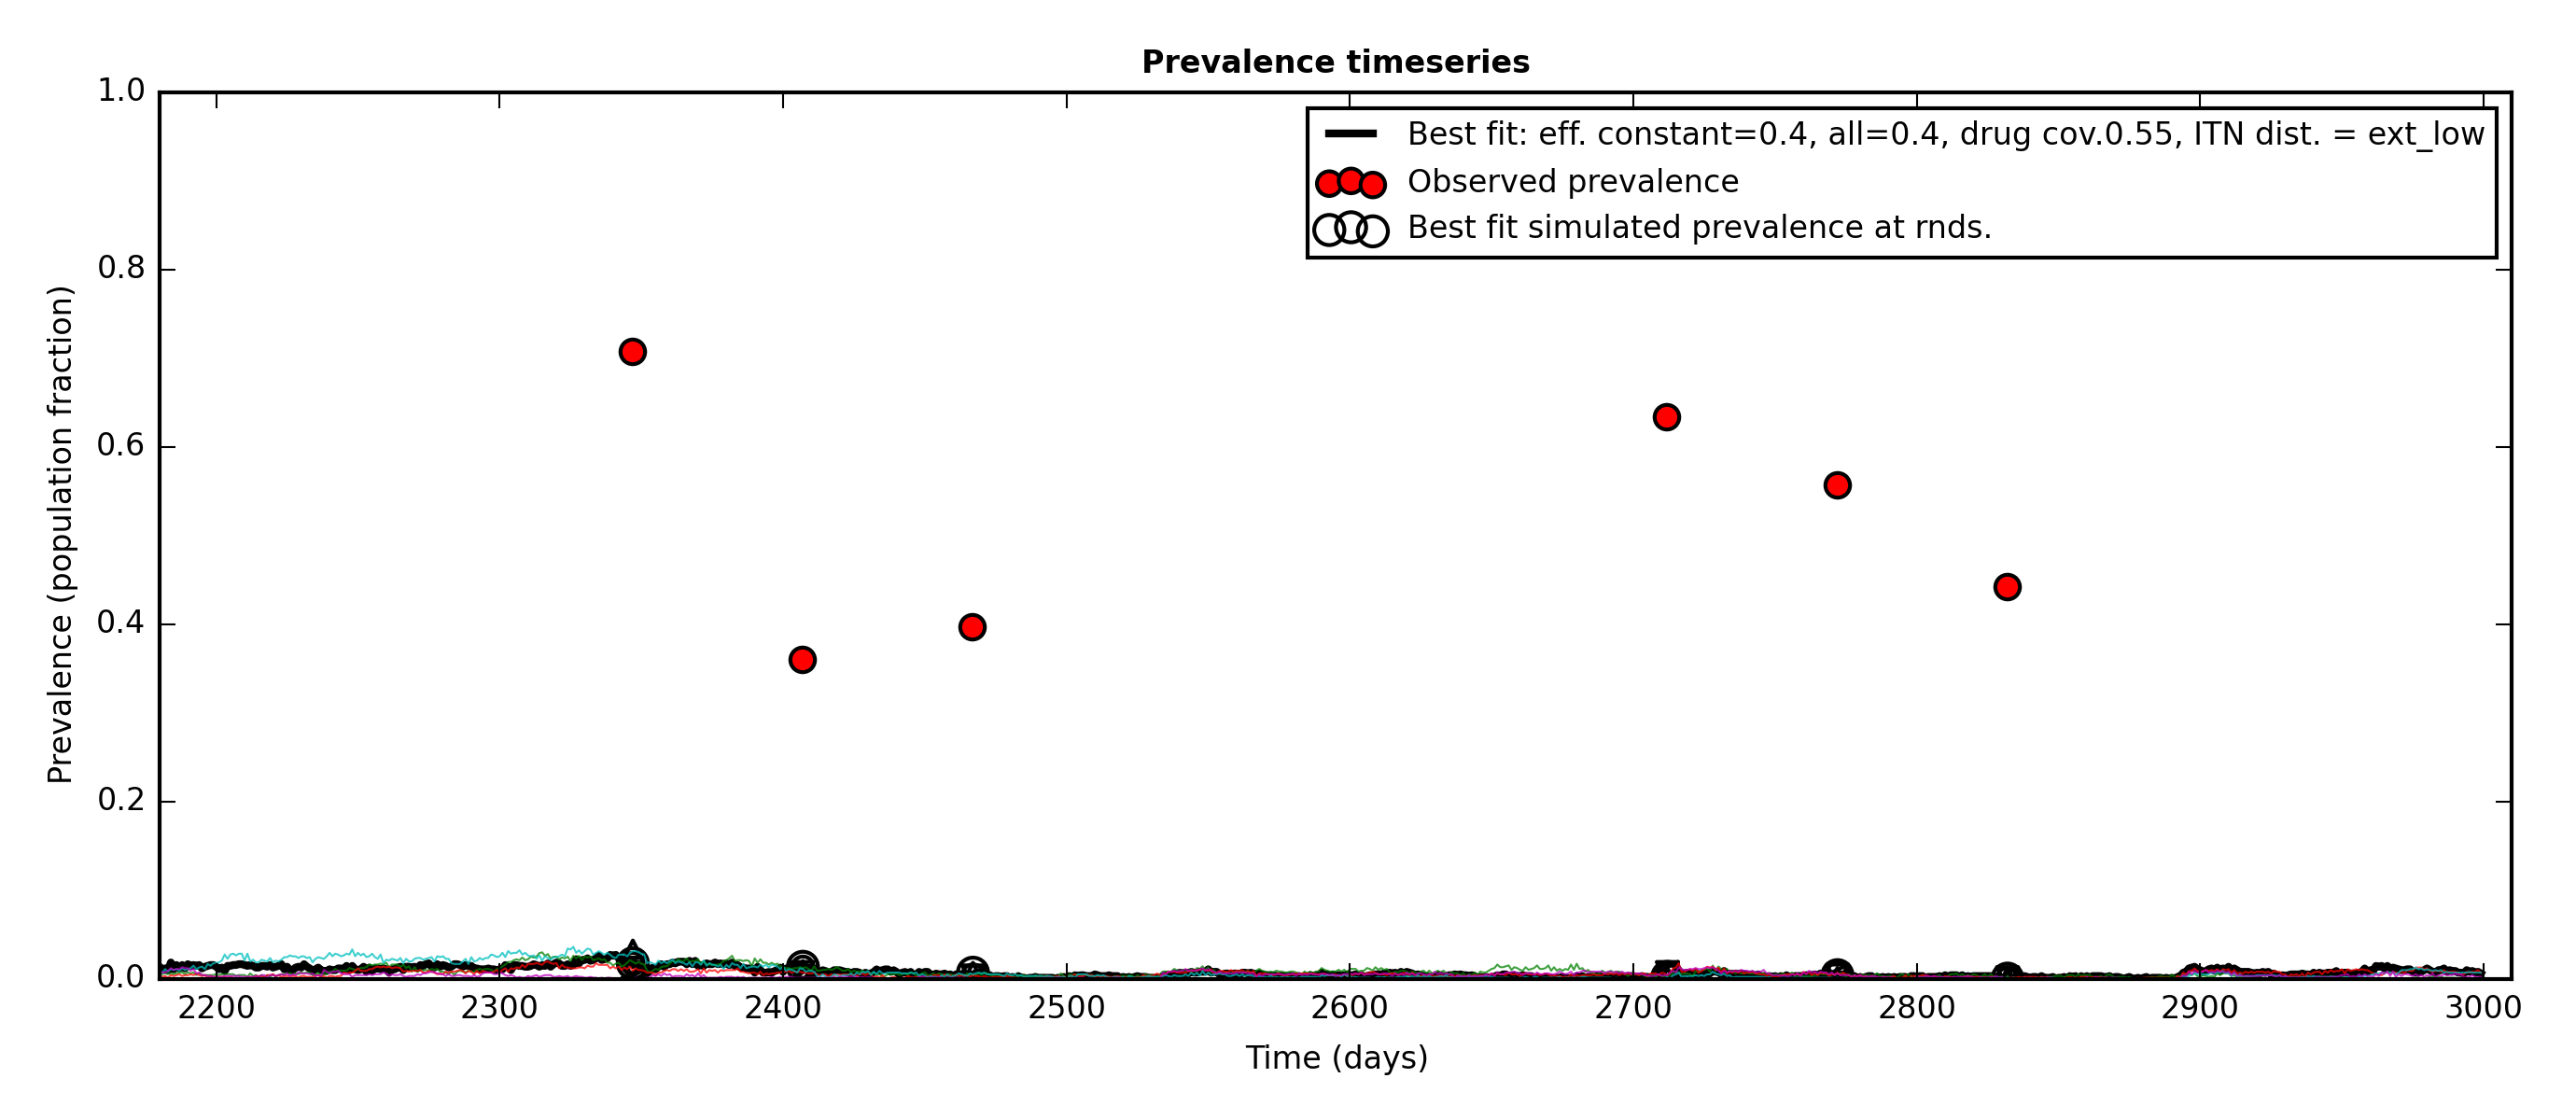 Prevalence timeseries
Best fit: eff. constant=0.4, all=0.4, drug cov.0.55, ITN dist. = ext_low
Observed prevalence
Best fit simulated prevalence at rnds.
Prevalence (population fraction)
1.0
0.8
0.6
0.4
0.2
0.0
2200 2300 2400 2500 2600 2700 2800 2900 3000
Time (days)